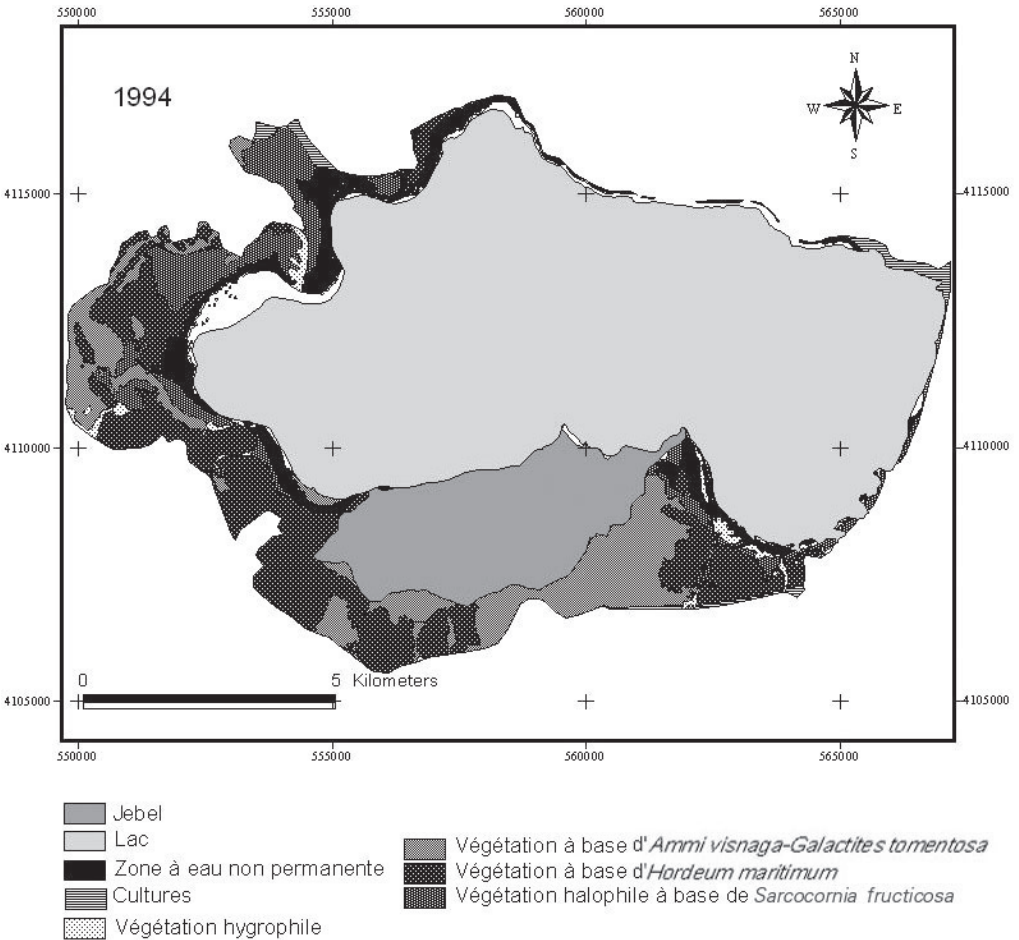 550000 555000 560000 565000
1994
N
W E
S
4115000 4115000
4110000 4110000
0 5 Kilometers
4105000 4105000
550000 555000 560000 565000
Jebel
Lac
Zone à eau non permanente
Cultures
Végétation hygrophile
Végétation à base d'Ammi visnaga-Galactites tomentosa
Végétation à base d'Hordeum maritimum
Végétation halophile à base de Sarcocornia fructicosa